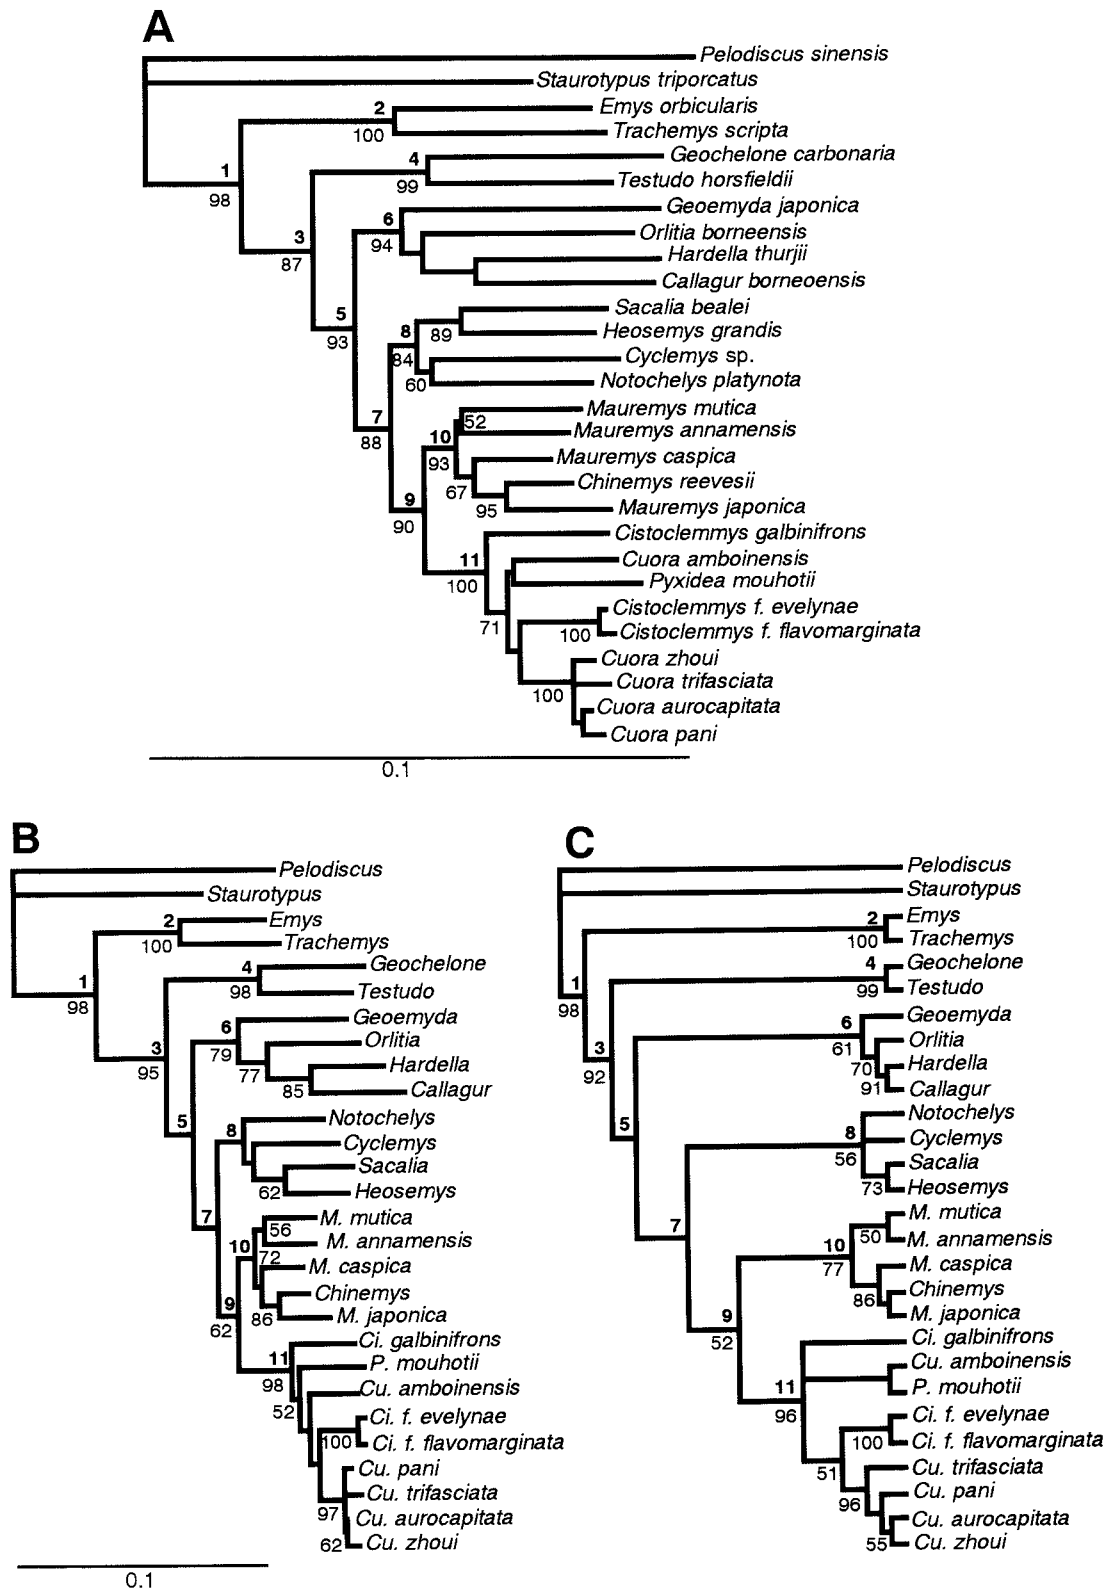 A
Pelodiscus sinensis
Staurotypus triporcatus
2
Emys orbicularis
100
Trachemys scripta
4
Geochelone carbonaria
1
99
Testudo horsfieldii
98
6
Geoemyda japonica
3
94
Orlitia borneensis
87
Hardella thurjii
Callagur borneoensis
5
Sacalia bealei
93
8
89
Heosemys grandis
84
Cyclemys sp.
60
Notochelys platynota
7
Mauremys mutica
88
52
Mauremys annamensis
10
93
Mauremys caspica
67
Chinemys reevesii
9
95
Mauremys japonica
90
Cistoclemmys galbinifrons
11
Cuora amboinensis
100
Pyxidea mouhotii
Cistoclemmys f. evelynae
71
100
Cistoclemmys f. flavomarginata
Cuora zhoui
100
Cuora trifasciata
Cuora aurocapitata
Cuora pani
0.1
B
Pelodiscus
Staurotypus
2
Emys
100
Trachemys
4
Geochelone
1
98
Testudo
98
6
Geoemyda
3
79
Orlitia
95
77
Hardella
85
Callagur
5
8
Notochelys
Cyclemys
Sacalia
62
Heosemys
7
M. mutica
56
10
M. annamensis
72
M. caspica
9
Chinemys
62
86
M. japonica
Ci. galbinifrons
11
P. mouhotii
98
Cu. amboinensis
52
Ci. f. evelynae
100
Ci. f. flavomarginata
Cu. pani
Cu. trifasciata
97
Cu. aurocapitata
62
Cu. zhoui
0.1
C
Pelodiscus
Staurotypus
2
Emys
100
Trachemys
4
Geochelone
1
99
Testudo
98
6
Geoemyda
3
61
Orlitia
92
70
Hardella
91
Callagur
5
Notochelys
8
Cyclemys
56
Sacalia
73
Heosemys
7
M. mutica
50
M. annamensis
10
77
M. caspica
86
Chinemys
9
M. japonica
52
Ci. galbinifrons
11
Cu. amboinensis
96
P. mouhotii
Ci. f. evelynae
100
Ci. f. flavomarginata
51
Cu. trifasciata
96
Cu. pani
Cu. aurocapitata
55
Cu. zhoui